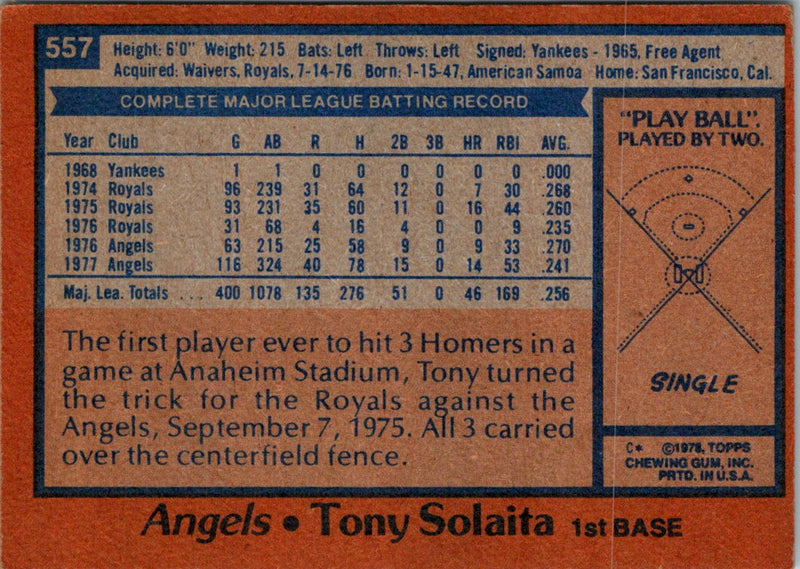 557
Height: 6'0" Weight: 215 Bats: Left Throws: Left Signed: Yankees - 1965, Free Agent
Acquired: Waivers, Royals, 7-14-76 Born: 1-15-47, American Samoa Home: San Francisco, Cal.
COMPLETE MAJOR LEAGUE BATTING RECORD
Year Club G AB R H 2B 3B HR RBI AVG.
1968 Yankees 1 1 0 0 0 0 0 0 .000
1974 Royals 96 239 31 64 12 0 7 30 .268
1975 Royals 93 231 35 60 11 0 16 44 .260
1976 Royals 31 68 4 16 4 0 0 9 .235
1976 Angels 63 215 25 58 9 0 9 33 .270
1977 Angels 116 324 40 78 15 0 14 53 .241
Maj. Lea. Totals ... 400 1078 135 276 51 0 46 169 .256
The first player ever to hit 3 Homers in a
game at Anaheim Stadium, Tony turned
the trick for the Royals against the
Angels, September 7, 1975. All 3 carried
over the centerfield fence.
"PLAY BALL".
PLAYED BY TWO.
SINGLE
C* ©1978, TOPPS
CHEWING GUM, INC.
PRTD. IN U.S.A.
Angels • Tony Solaita 1st BASE